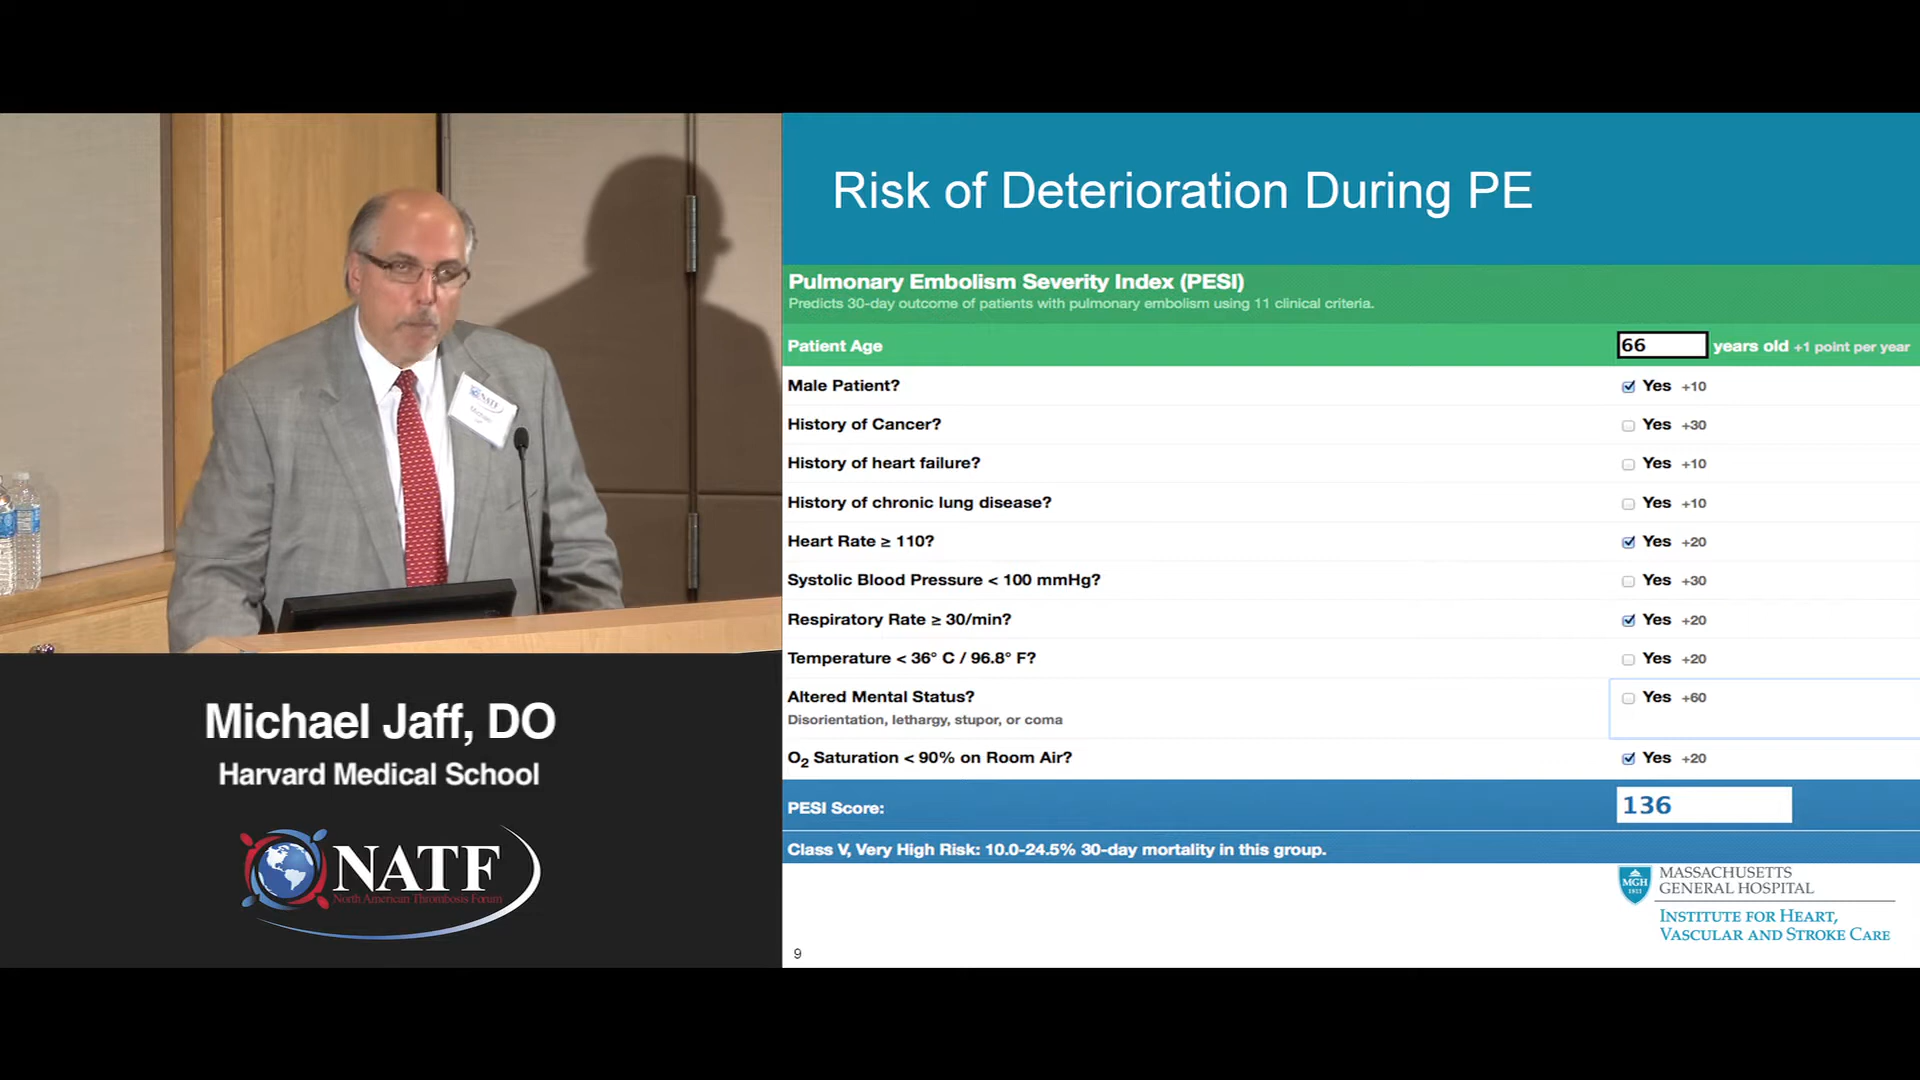 Risk of Deterioration During PE
Pulmonary Embolism Severity Index (PESI)
Predicts 30-day outcome of patients with pulmonary embolism using 11 clinical criteria.
Patient Age 66 years old +1 point per year
Male Patient? Yes +10
History of Cancer? Yes +30
History of heart failure? Yes +10
History of chronic lung disease? Yes +10
Heart Rate ≥ 110? Yes +20
Systolic Blood Pressure < 100 mmHg? Yes +30
Respiratory Rate ≥ 30/min? Yes +20
Temperature < 36° C / 96.8° F? Yes +20
Altered Mental Status? Yes +60
Disorientation, lethargy, stupor, or coma
O2 Saturation < 90% on Room Air? Yes +20
PESI Score: 136
Class V, Very High Risk: 10.0-24.5% 30-day mortality in this group.
MGH
1811
MASSACHUSETTS
GENERAL HOSPITAL
INSTITUTE FOR HEART,
VASCULAR AND STROKE CARE
9
NATF
Michael
Michael Jaff, DO
Harvard Medical School
NATF
North American Thrombosis Forum